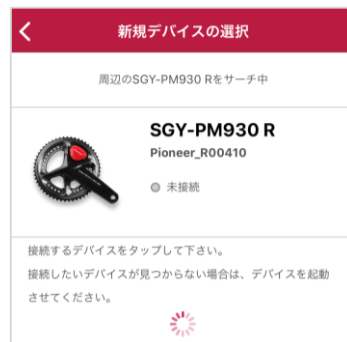 新規デバイスの選択
周辺のSGY-PM930 Rをサーチ中
SGY-PM930 R
Pioneer_R00410
未接続
接続するデバイスをタップして下さい。
接続したいデバイスが見つからない場合は、デバイスを起動
させてください。